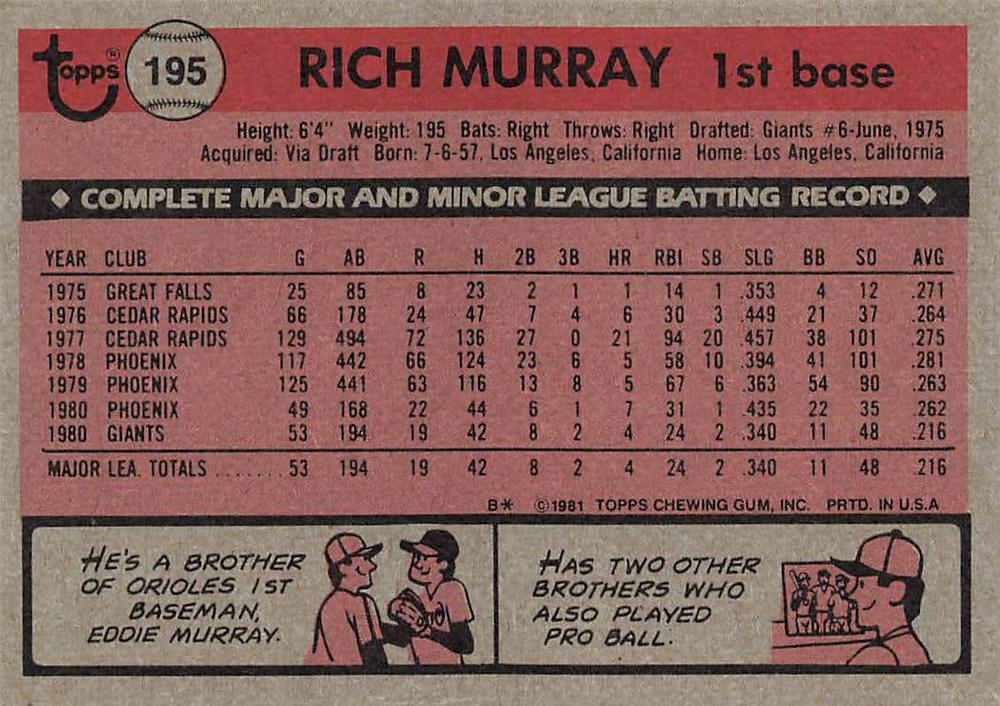 Topps® 195 RICH MURRAY 1st base
Height: 6'4" Weight: 195 Bats: Right Throws: Right Drafted: Giants #6-June, 1975
Acquired: Via Draft Born: 7-6-57, Los Angeles, California Home: Los Angeles, California
◆ COMPLETE MAJOR AND MINOR LEAGUE BATTING RECORD ◆
YEAR CLUB G AB R H 2B 3B HR RBI SB SLG BB SO AVG
1975 GREAT FALLS 25 85 8 23 2 1 1 14 1 .353 4 12 .271
1976 CEDAR RAPIDS 66 178 24 47 7 4 6 30 3 .449 21 37 .264
1977 CEDAR RAPIDS 129 494 72 136 27 0 21 94 20 .457 38 101 .275
1978 PHOENIX 117 442 66 124 23 6 5 58 10 .394 41 101 .281
1979 PHOENIX 125 441 63 116 13 8 5 67 6 .363 54 90 .263
1980 PHOENIX 49 168 22 44 6 1 7 31 1 .435 22 35 .262
1980 GIANTS 53 194 19 42 8 2 4 24 2 .340 11 48 .216
MAJOR LEA. TOTALS ....... 53 194 19 42 8 2 4 24 2 .340 11 48 .216
B* ©1981 TOPPS CHEWING GUM, INC. PRTD. IN U.S.A
HE'S A BROTHER
OF ORIOLES 1ST
BASEMAN,
EDDIE MURRAY.
HAS TWO OTHER
BROTHERS WHO
ALSO PLAYED
PRO BALL.